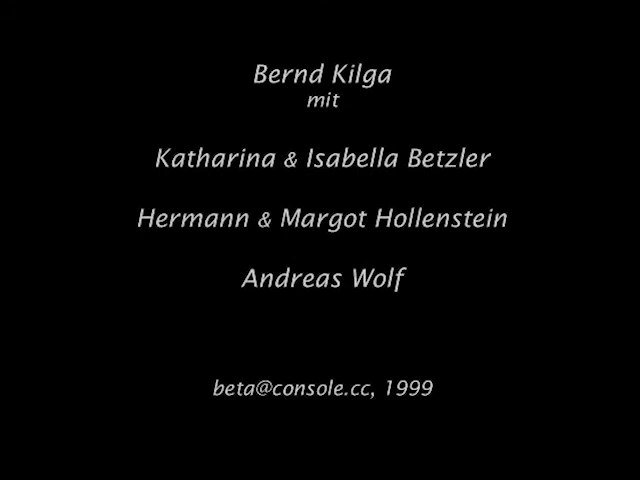 Bernd Kilga
mit
Katharina & Isabella Betzler
Hermann & Margot Hollenstein
Andreas Wolf
beta@console.cc, 1999